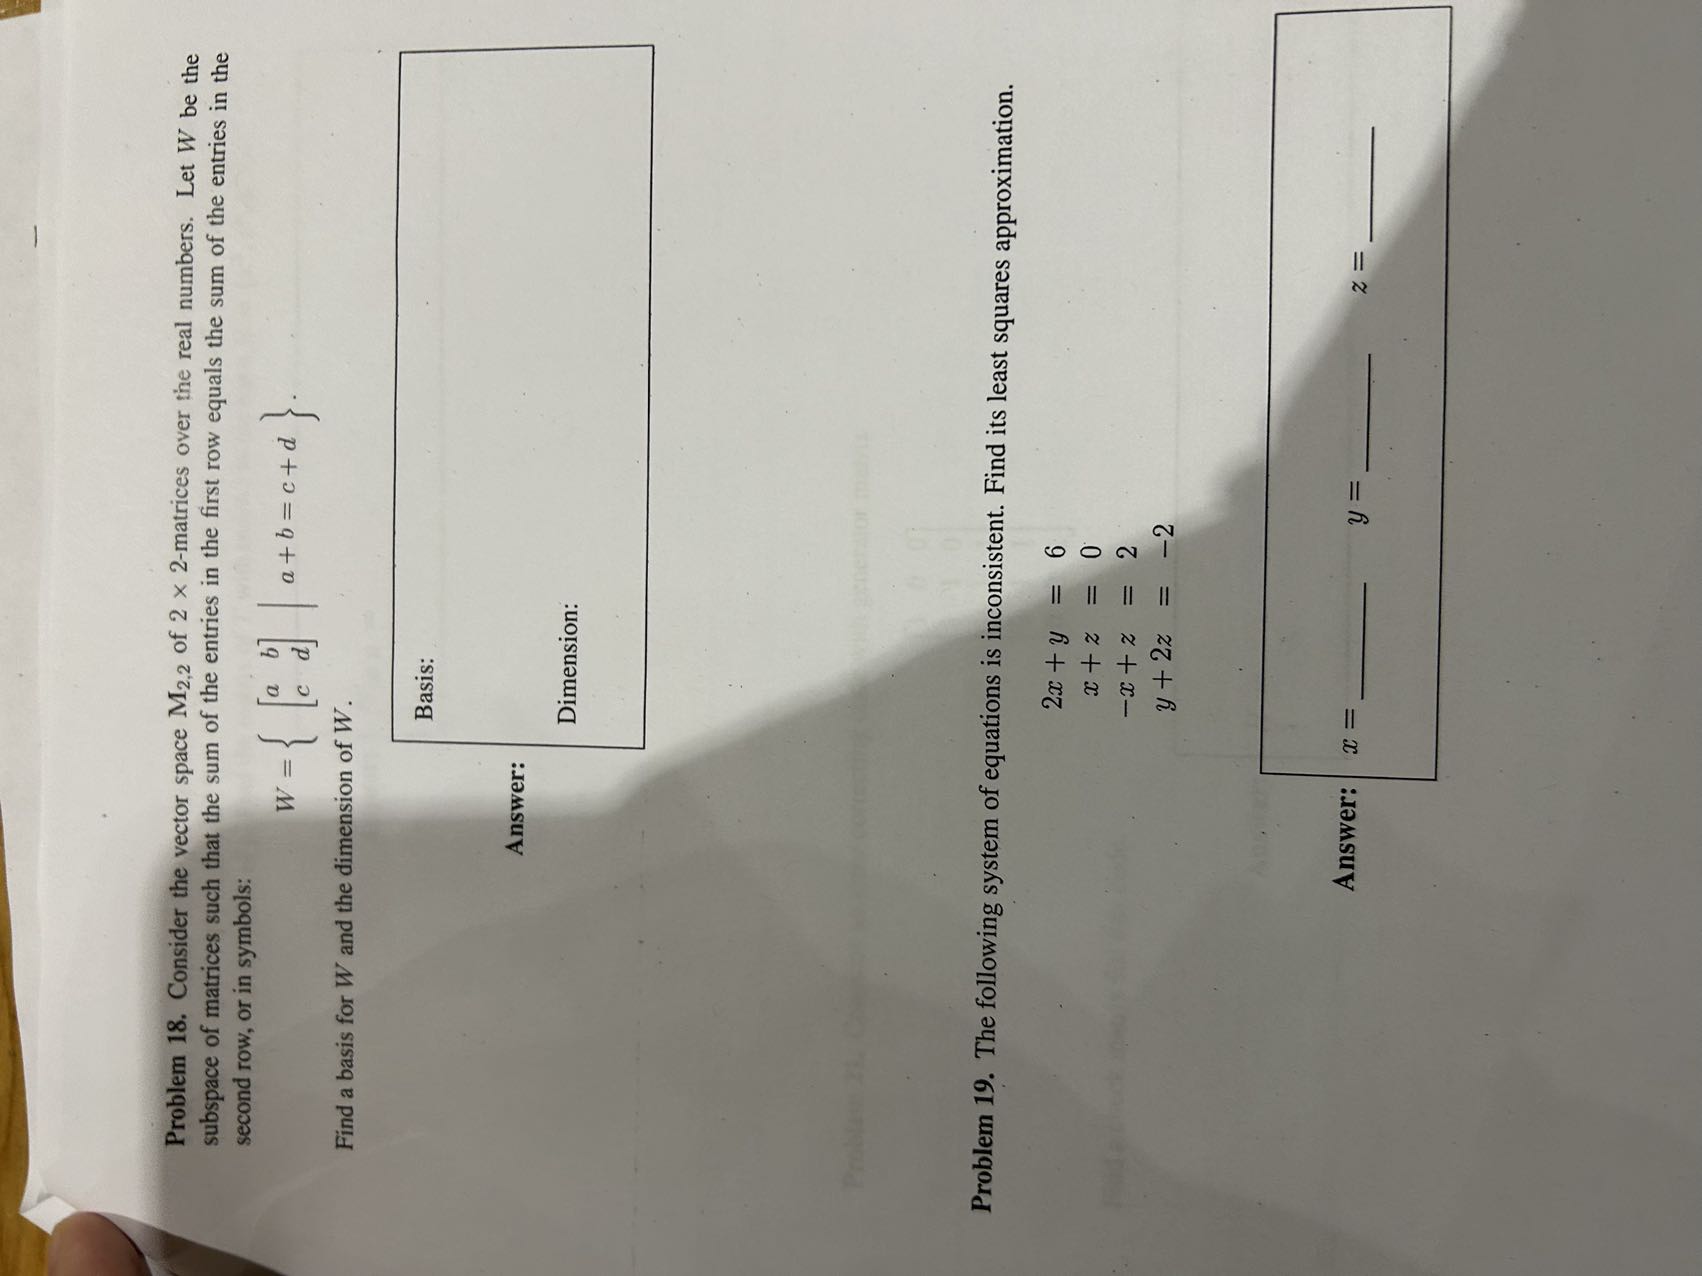 Problem 18. Consider the vector space M2,2 of 2 × 2-matrices over the real numbers. Let W be the
subspace of matrices such that the sum of the entries in the first row equals the sum of the entries in the
second row, or in symbols:
W = { [a b; c d] | a + b = c + d }.
Find a basis for W and the dimension of W.
Basis:
Answer:
Dimension:
Problem 19. The following system of equations is inconsistent. Find its least squares approximation.
2x + y = 6
x + z = 0
−x + z = 2
y + 2z = −2
Answer: x = ____ y = ____ z = ____